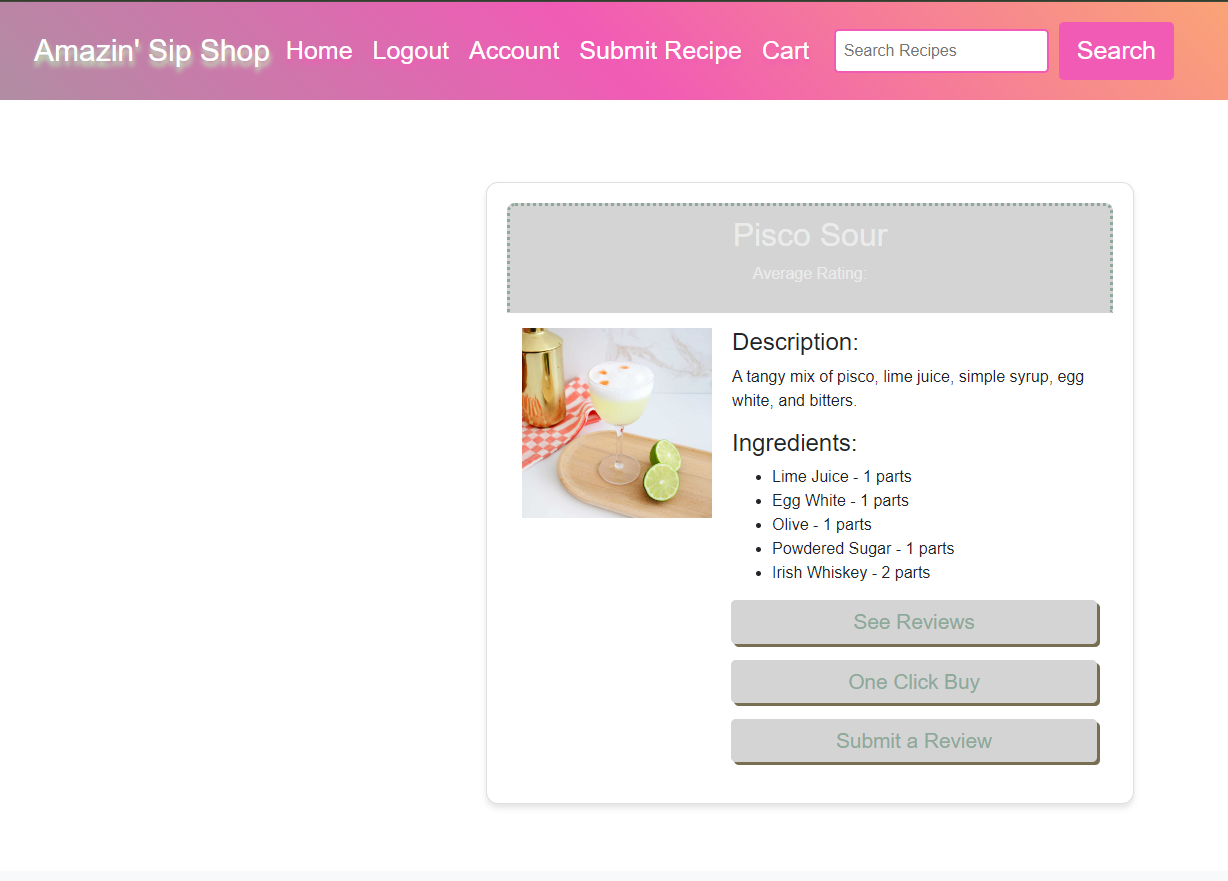 Amazin' Sip Shop Home Logout Account Submit Recipe Cart Search Recipes Search
Pisco Sour
Average Rating:
Description:
A tangy mix of pisco, lime juice, simple syrup, egg
white, and bitters.
Ingredients:
• Lime Juice - 1 parts
• Egg White - 1 parts
• Olive - 1 parts
• Powdered Sugar - 1 parts
• Irish Whiskey - 2 parts
See Reviews
One Click Buy
Submit a Review